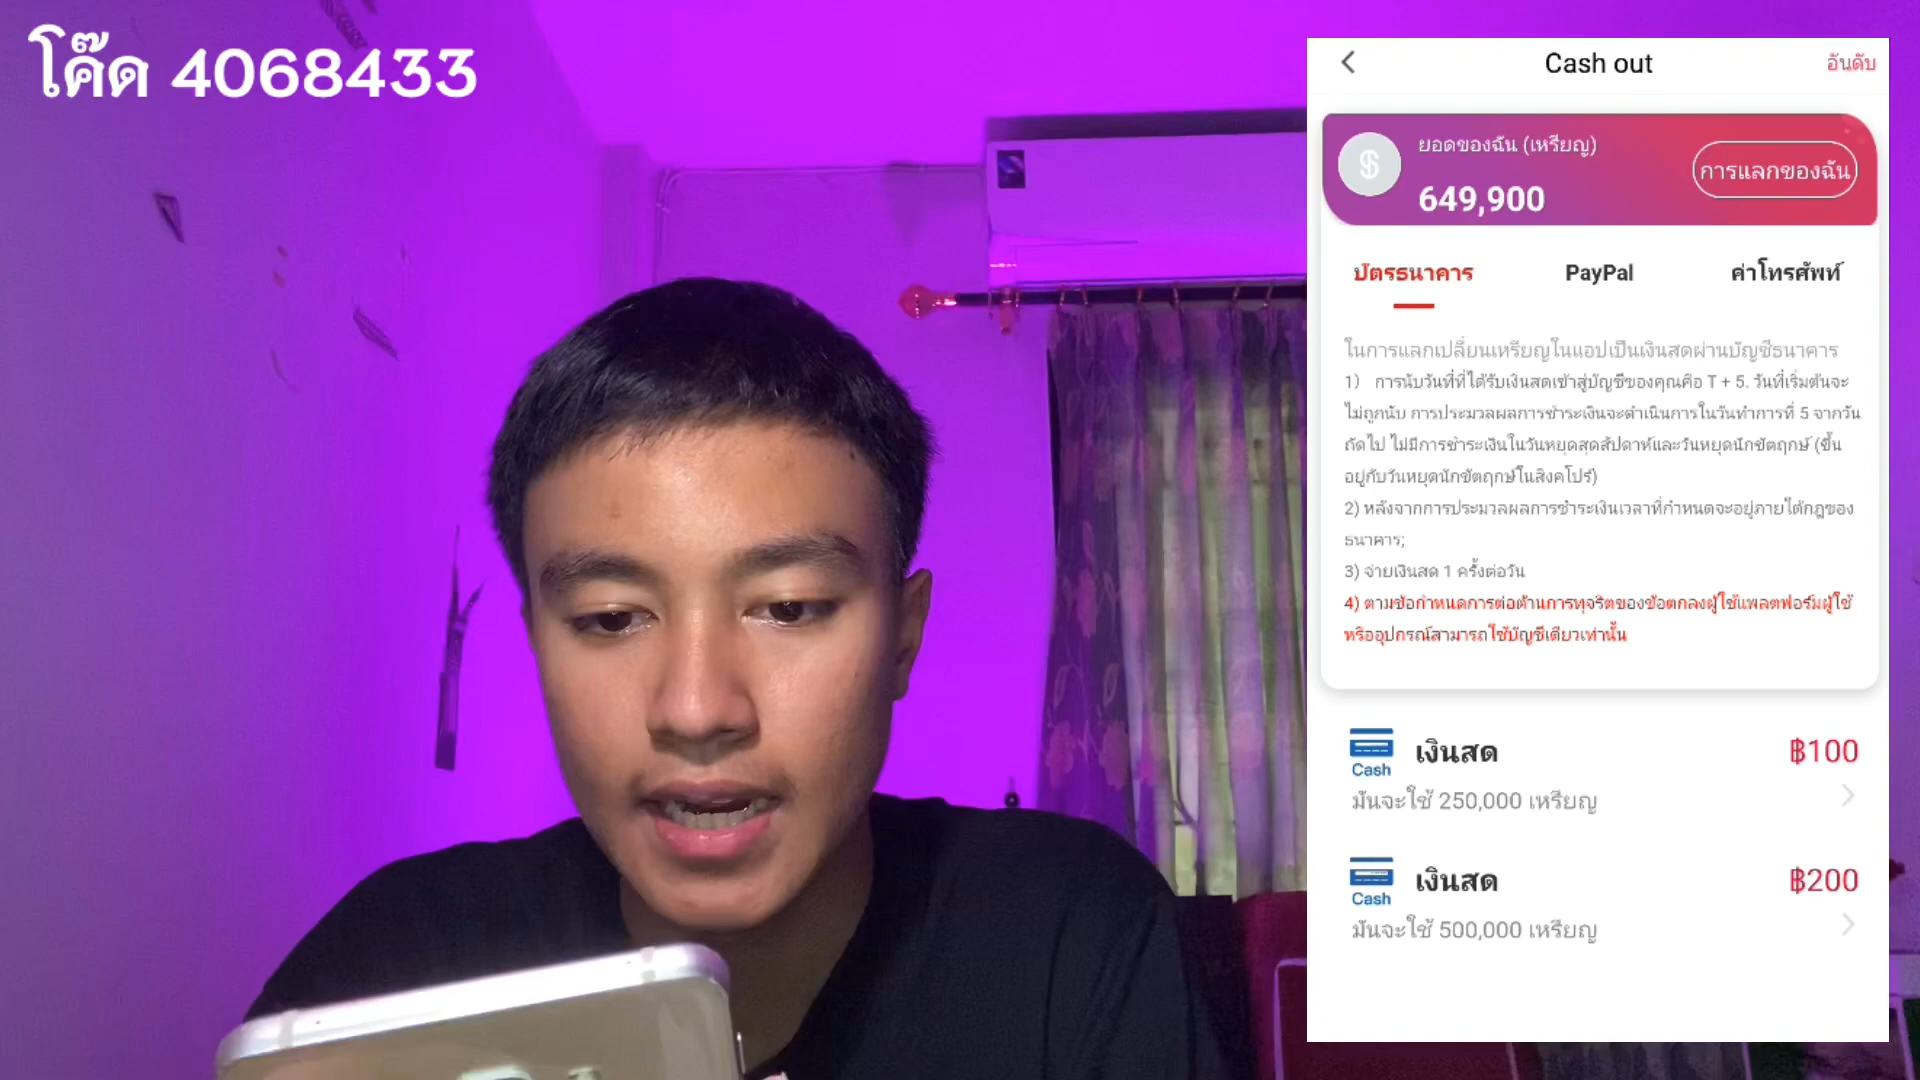 โค๊ด 4068433
Cash out
อันดับ
ยอดของฉัน (เหรียญ)
649,900
การแลกของฉัน
บัตรธนาคาร
PayPal
ค่าโทรศัพท์
ในการแลกเปลี่ยนเหรียญในแอปเป็นเงินสดผ่านบัญชีธนาคาร
1) การนับวันที่ที่ได้รับเงินสดเข้าสู่บัญชีของคุณคือ T + 5. วันที่เริ่มต้นจะ
ไม่ถูกนับ การประมวลผลการชำระเงินจะดำเนินการในวันทำการที่ 5 จากวัน
ถัดไป ไม่มีการชำระเงินในวันหยุดสุดสัปดาห์และวันหยุดนักขัตฤกษ์ (ขึ้น
อยู่กับวันหยุดนักขัตฤกษ์ในสิงคโปร์)
2) หลังจากการประมวลผลการชำระเงินเวลาที่กำหนดจะอยู่ภายใต้กฎของ
ธนาคาร;
3) จ่ายเงินสด 1 ครั้งต่อวัน
4) ตามข้อกำหนดการต่อต้านการทุจริตของข้อตกลงผู้ใช้แพลตฟอร์มผู้ใช้
หรืออุปกรณ์สามารถใช้บัญชีเดียวเท่านั้น
Cash
เงินสด
฿100
มันจะใช้ 250,000 เหรียญ
Cash
เงินสด
฿200
มันจะใช้ 500,000 เหรียญ